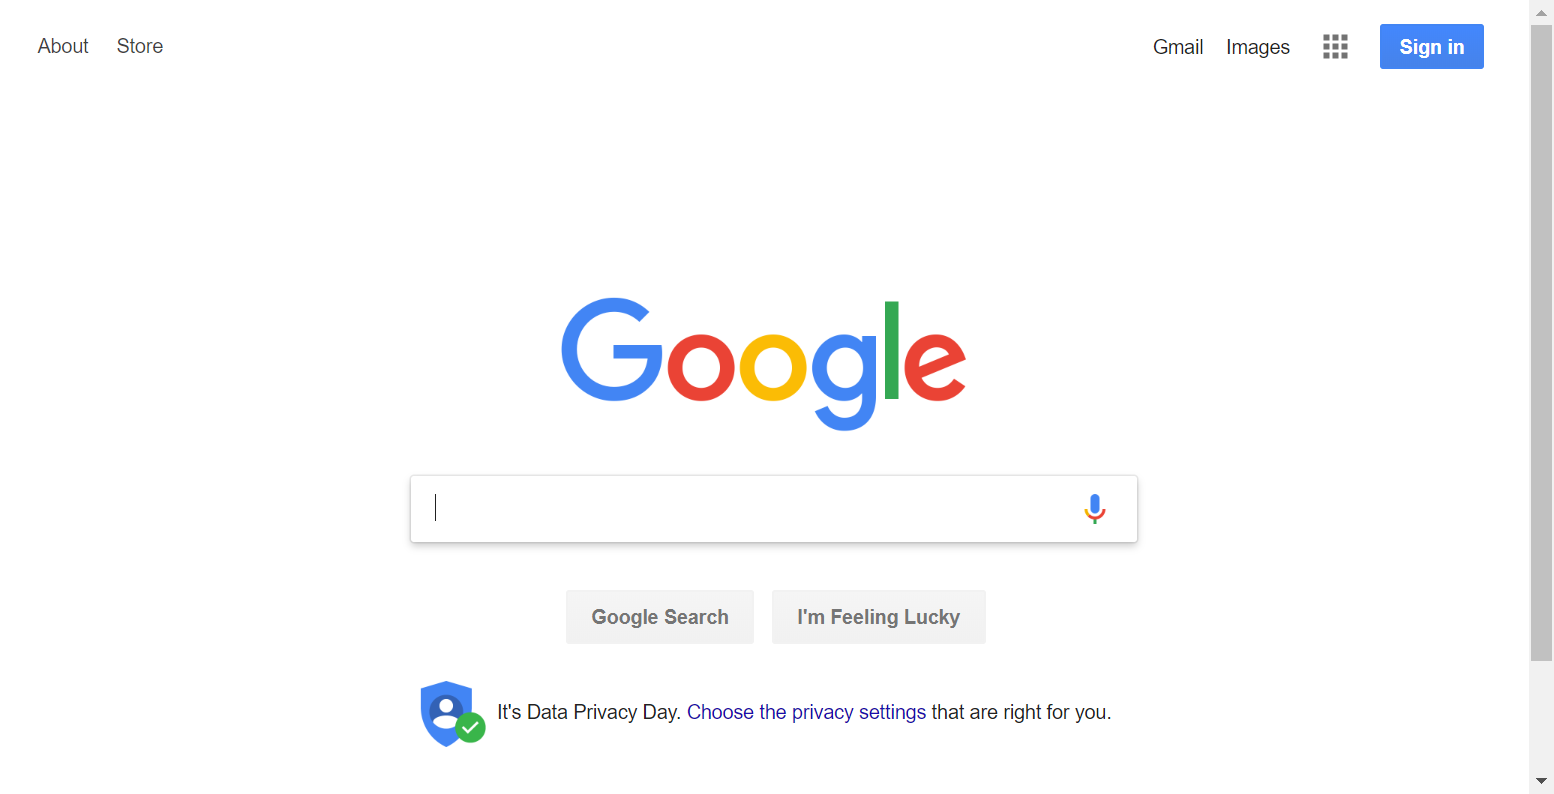 About Store Gmail Images Sign in
Google
Google Search I'm Feeling Lucky
It's Data Privacy Day. Choose the privacy settings that are right for you.